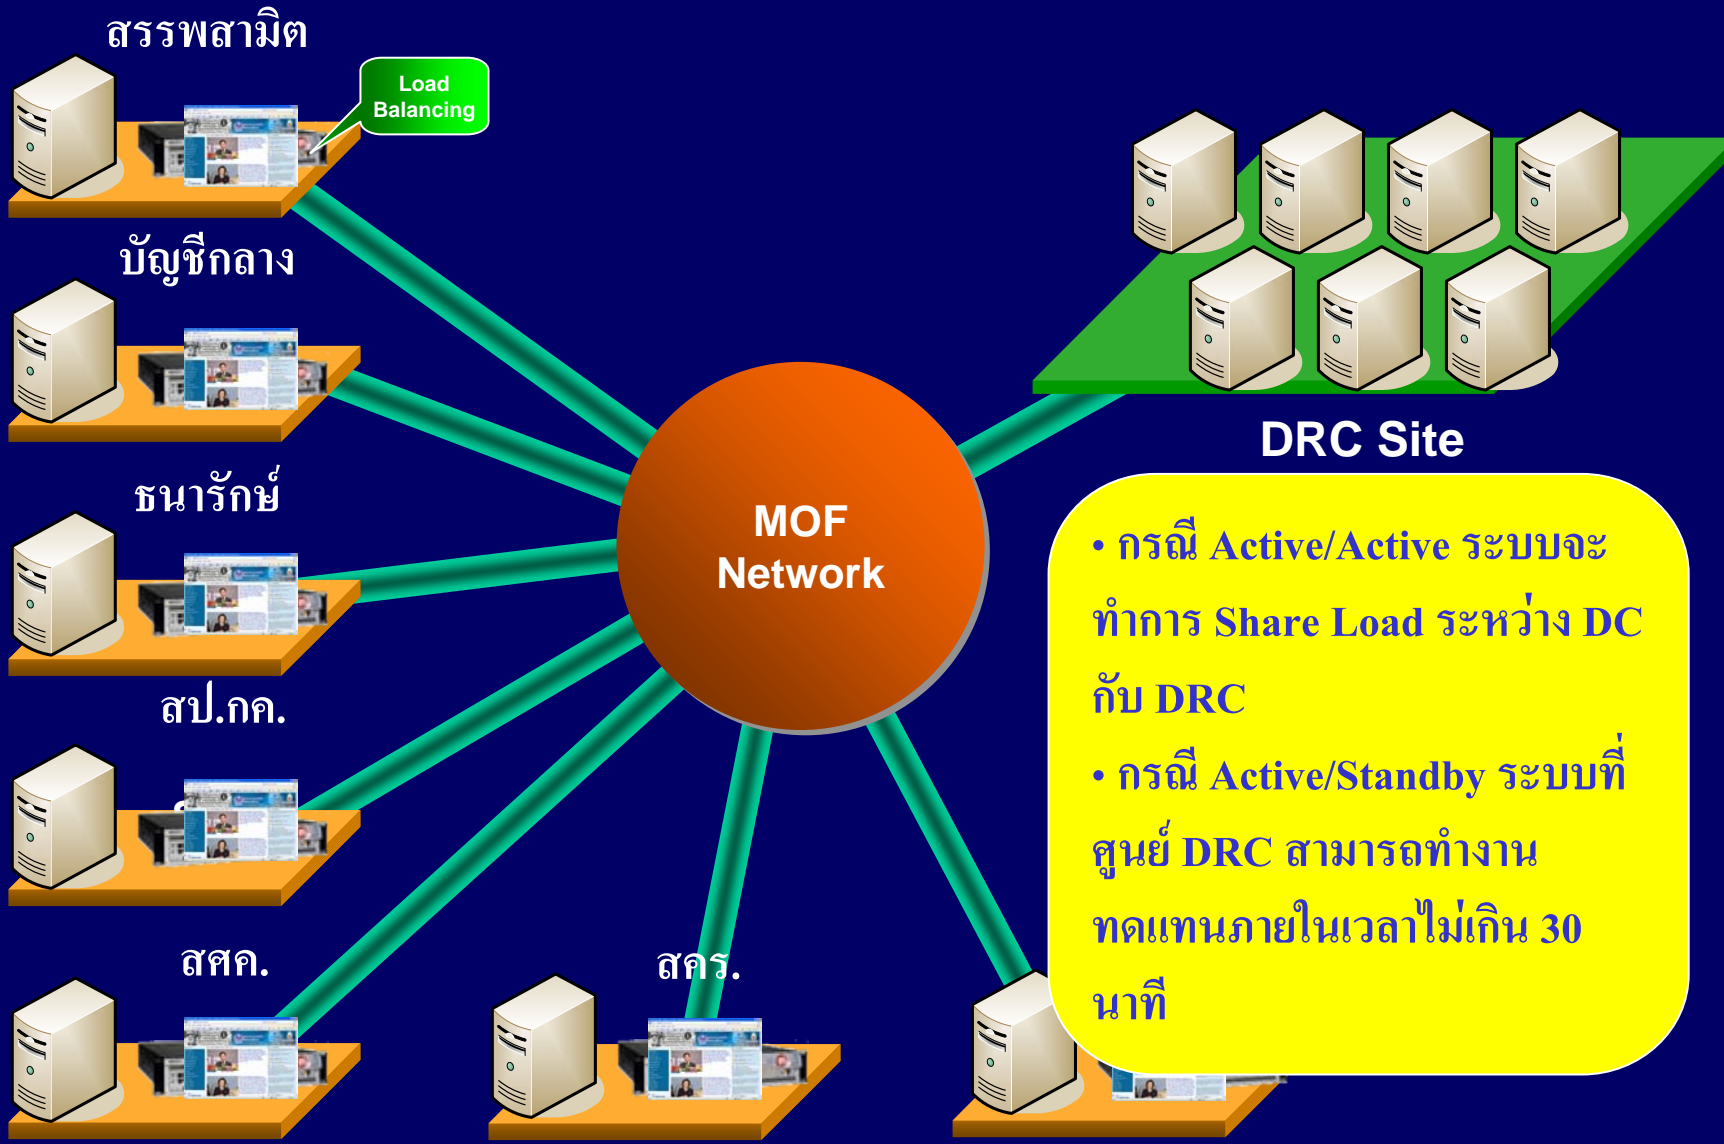 สรรพสามิต
Load
Balancing
บัญชีกลาง
ธนารักษ์
สป.กค.
สศค.
สคร.
MOF
Network
DRC Site
• กรณี Active/Active ระบบจะ
ทำการ Share Load ระหว่าง DC
กับ DRC
• กรณี Active/Standby ระบบที่
ศูนย์ DRC สามารถทำงาน
ทดแทนภายในเวลาไม่เกิน 30
นาที